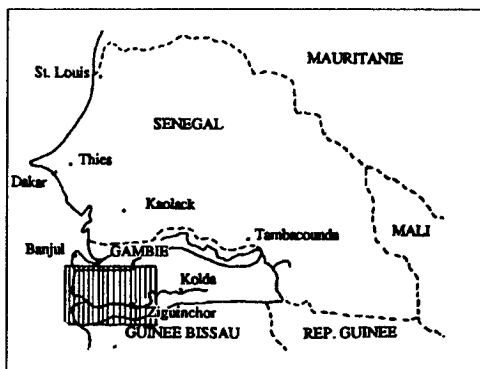 MAURITANIE
St. Louis
SENEGAL
Thies
Dakar
Kaolack
Tambacounda
MALI
Banjul
GAMBIE
Kolda
Ziguinchor
GUINEE BISSAU
REP. GUINEE